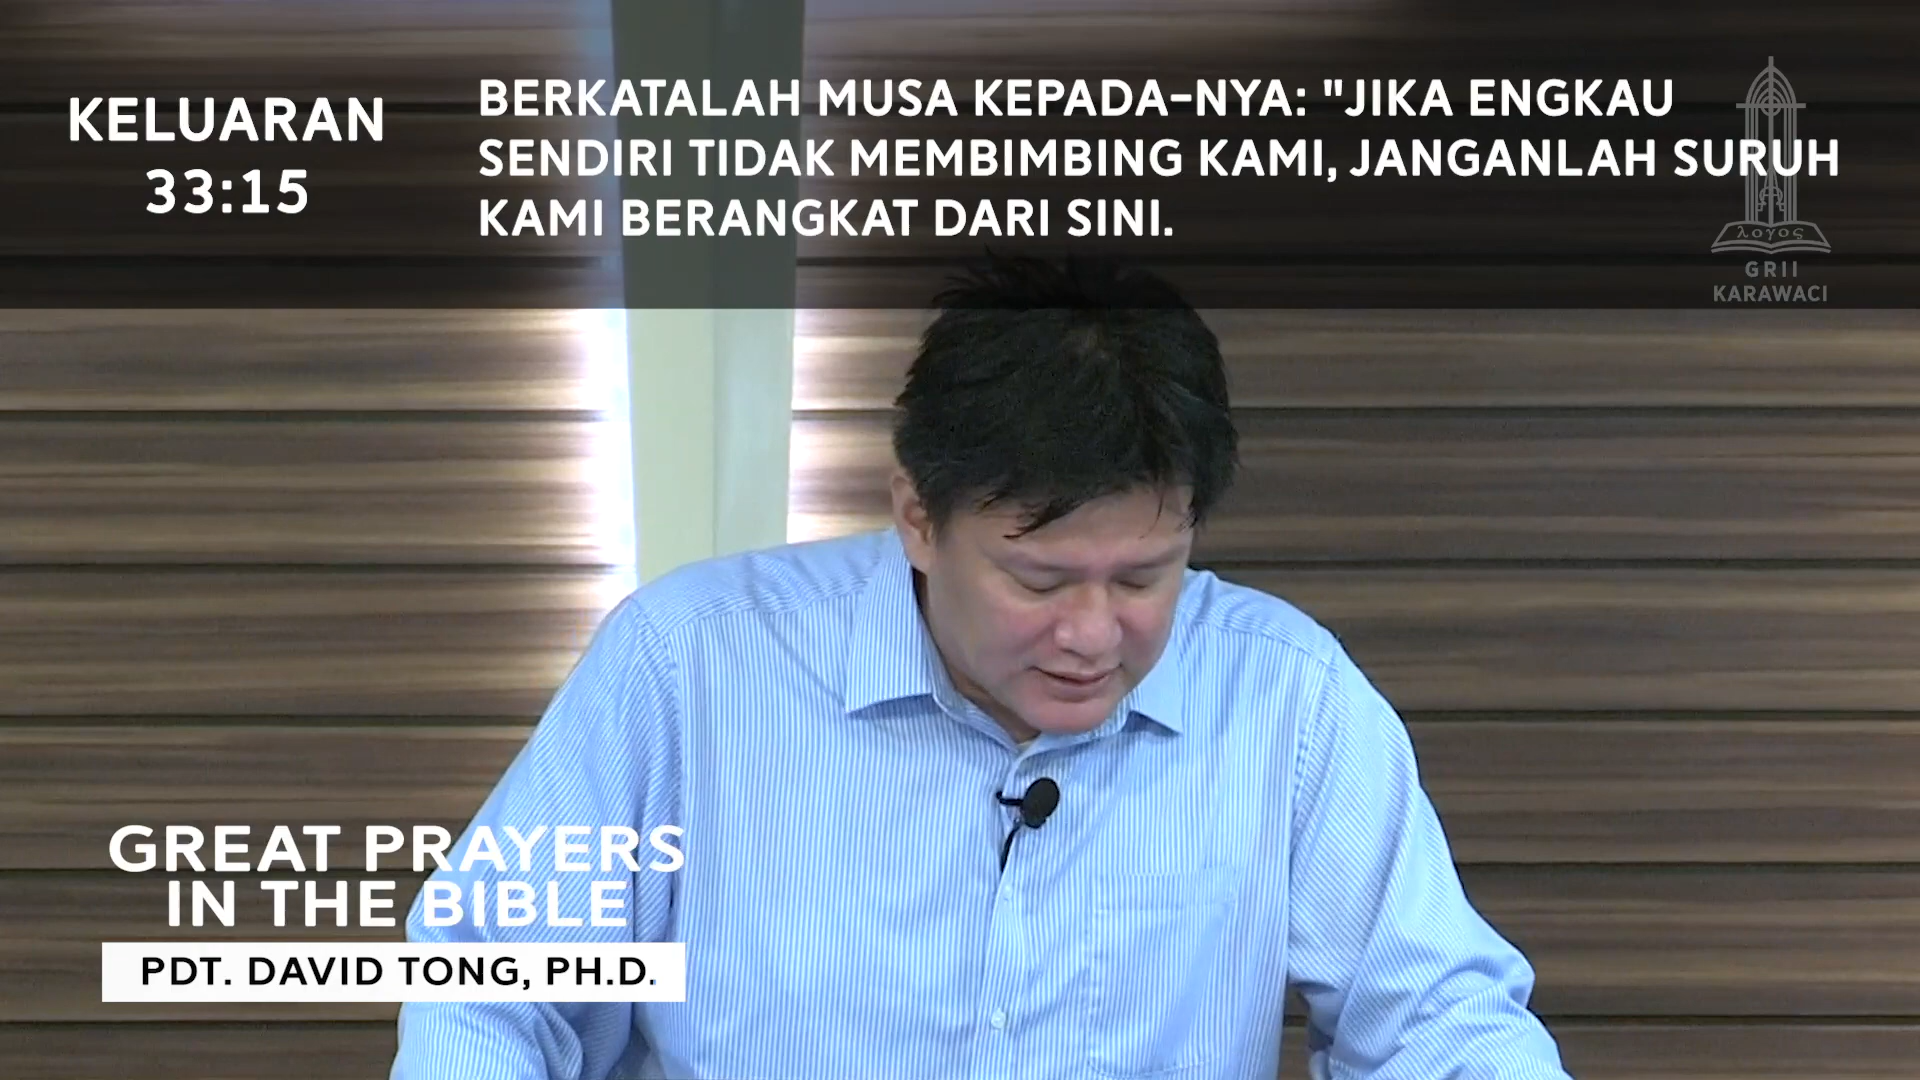 KELUARAN
33:15
BERKATALAH MUSA KEPADA-NYA: "JIKA ENGKAU
SENDIRI TIDAK MEMBIMBING KAMI, JANGANLAH SURUH
KAMI BERANGKAT DARI SINI.
λογος
GRII
KARAWACI
GREAT PRAYERS
IN THE BIBLE
PDT. DAVID TONG, PH.D.